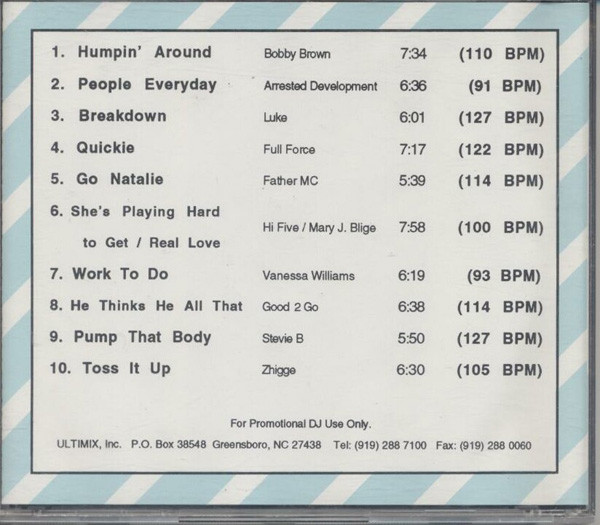 1. Humpin' Around Bobby Brown 7:34 (110 BPM)
2. People Everyday Arrested Development 6:36 (91 BPM)
3. Breakdown Luke 6:01 (127 BPM)
4. Quickie Full Force 7:17 (122 BPM)
5. Go Natalie Father MC 5:39 (114 BPM)
6. She's Playing Hard
to Get / Real Love Hi Five / Mary J. Blige 7:58 (100 BPM)
7. Work To Do Vanessa Williams 6:19 (93 BPM)
8. He Thinks He All That Good 2 Go 6:38 (114 BPM)
9. Pump That Body Stevie B 5:50 (127 BPM)
10. Toss It Up Zhigge 6:30 (105 BPM)
For Promotional DJ Use Only.
ULTIMIX, Inc. P.O. Box 38548 Greensboro, NC 27438 Tel: (919) 288 7100 Fax: (919) 288 0060